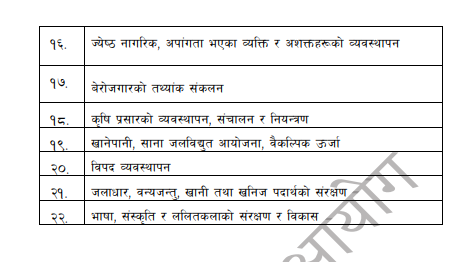 १६. ज्येष्ठ नागरिक, अपांगता भएका व्यक्ति र अशक्तहरूको व्यवस्थापन
१७. बेरोजगारको तथ्यांक संकलन
१८. कृषि प्रसारको व्यवस्थापन, संचालन र नियन्त्रण
१९. खानेपानी, साना जलविद्युत आयोजना, वैकल्पिक ऊर्जा
२०. विपद व्यवस्थापन
२१. जलाधार, वन्यजन्तु, खानी तथा खनिज पदार्थको संरक्षण
२२. भाषा, संस्कृति र ललितकलाको संरक्षण र विकास
आयोग